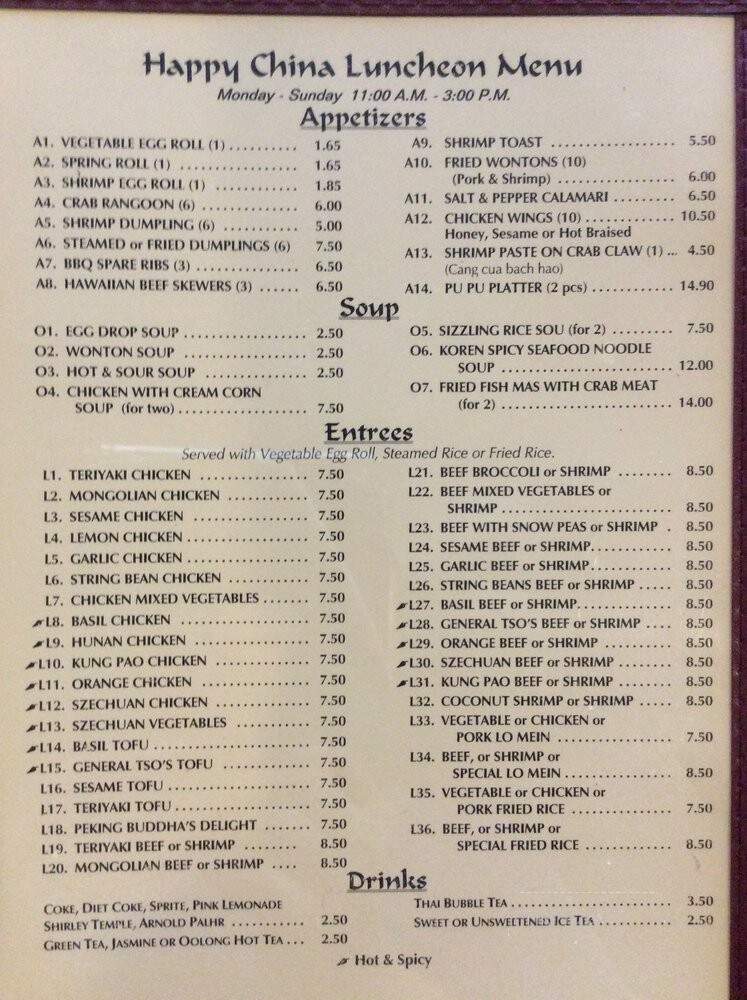 Happy China Luncheon Menu
Monday - Sunday 11:00 A.M. - 3:00 P.M.
Appetizers
A1. VEGETABLE EGG ROLL (1) .......... 1.65
A2. SPRING ROLL (1) .......... 1.65
A3. SHRIMP EGG ROLL (1) .......... 1.85
A4. CRAB RANGOON (6) .......... 6.00
A5. SHRIMP DUMPLING (6) .......... 5.00
A6. STEAMED or FRIED DUMPLINGS (6) 7.50
A7. BBQ SPARE RIBS (3) .......... 6.50
A8. HAWAIIAN BEEF SKEWERS (3) ...... 6.50
A9. SHRIMP TOAST .......... 5.50
A10. FRIED WONTONS (10)
(Pork & Shrimp) .......... 6.00
A11. SALT & PEPPER CALAMARI .......... 6.50
A12. CHICKEN WINGS (10) .......... 10.50
Honey, Sesame or Hot Braised
A13. SHRIMP PASTE ON CRAB CLAW (1) ... 4.50
(Cang cua bach hao)
A14. PU PU PLATTER (2 pcs) .......... 14.90
Soup
O1. EGG DROP SOUP .......... 2.50
O2. WONTON SOUP .......... 2.50
O3. HOT & SOUR SOUP .......... 2.50
O4. CHICKEN WITH CREAM CORN
SOUP (for two) .......... 7.50
O5. SIZZLING RICE SOU (for 2) ......... 7.50
O6. KOREN SPICY SEAFOOD NOODLE
SOUP .......... 12.00
O7. FRIED FISH MAS WITH CRAB MEAT
(for 2) .......... 14.00
Entrees
Served with Vegetable Egg Roll, Steamed Rice or Fried Rice.
L1. TERIYAKI CHICKEN .......... 7.50
L2. MONGOLIAN CHICKEN .......... 7.50
L3. SESAME CHICKEN .......... 7.50
L4. LEMON CHICKEN .......... 7.50
L5. GARLIC CHICKEN .......... 7.50
L6. STRING BEAN CHICKEN .......... 7.50
L7. CHICKEN MIXED VEGETABLES ....... 7.50
L8. BASIL CHICKEN .......... 7.50
L9. HUNAN CHICKEN .......... 7.50
L10. KUNG PAO CHICKEN .......... 7.50
L11. ORANGE CHICKEN .......... 7.50
L12. SZECHUAN CHICKEN .......... 7.50
L13. SZECHUAN VEGETABLES .......... 7.50
L14. BASIL TOFU .......... 7.50
L15. GENERAL TSO'S TOFU .......... 7.50
L16. SESAME TOFU .......... 7.50
L17. TERIYAKI TOFU .......... 7.50
L18. PEKING BUDDHA'S DELIGHT ....... 7.50
L19. TERIYAKI BEEF or SHRIMP ........ 8.50
L20. MONGOLIAN BEEF or SHRIMP .... 8.50
L21. BEEF BROCCOLI or SHRIMP ........ 8.50
L22. BEEF MIXED VEGETABLES or
SHRIMP .......... 8.50
L23. BEEF WITH SNOW PEAS or SHRIMP . 8.50
L24. SESAME BEEF or SHRIMP............ 8.50
L25. GARLIC BEEF or SHRIMP............ 8.50
L26. STRING BEANS BEEF or SHRIMP ..... 8.50
L27. BASIL BEEF or SHRIMP.............. 8.50
L28. GENERAL TSO'S BEEF or SHRIMP .... 8.50
L29. ORANGE BEEF or SHRIMP .......... 8.50
L30. SZECHUAN BEEF or SHRIMP ........ 8.50
L31. KUNG PAO BEEF or SHRIMP ........ 8.50
L32. COCONUT SHRIMP or SHRIMP ..... 8.50
L33. VEGETABLE or CHICKEN or
PORK LO MEIN .......... 7.50
L34. BEEF, or SHRIMP or
SPECIAL LO MEIN .......... 8.50
L35. VEGETABLE or CHICKEN or
PORK FRIED RICE .......... 7.50
L36. BEEF, or SHRIMP or
SPECIAL FRIED RICE .......... 8.50
Drinks
COKE, DIET COKE, SPRITE, PINK LEMONADE
SHIRLEY TEMPLE, ARNOLD PALHR .......... 2.50
GREEN TEA, JASMINE OR OOLONG HOT TEA ... 2.50
THAI BUBBLE TEA .......... 3.50
SWEET OR UNSWEETENED ICE TEA .......... 2.50
Hot & Spicy